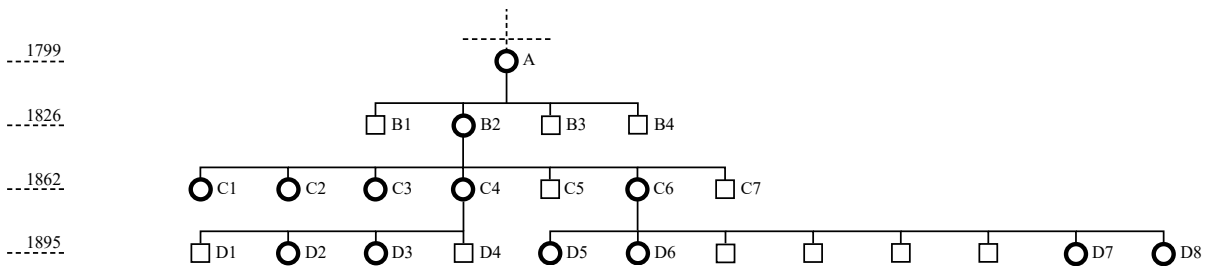 1799 A
1826 B1 B2 B3 B4
1862 C1 C2 C3 C4 C5 C6 C7
1895 D1 D2 D3 D4 D5 D6 D7 D8